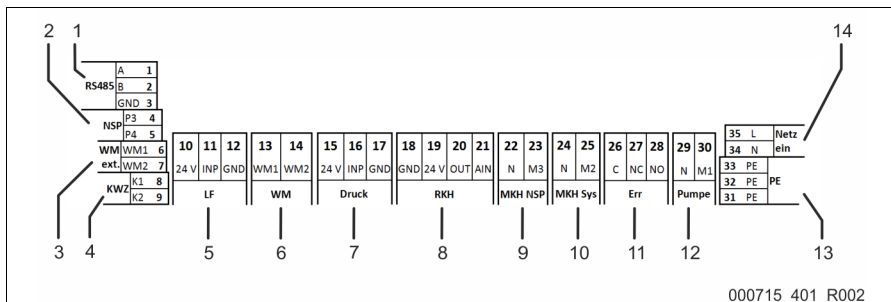 2 1 14
A 1
RS485 B 2
GND 3
NSP P3 4
P4 5
WM WM1 6
ext. WM2 7
KWZ K1 8
K2 9
10 11 12 13 14 15 16 17 18 19 20 21 22 23 24 25 26 27 28 29 30
24 V INP GND WM1 WM2 24 V INP GND GND 24 V OUT AIN N M3 N M2 C NC NO N M1
LF WM Druck RKH MKH NSP MKH Sys Err Pumpe
35 L Netz
34 N ein
33 PE
32 PE PE
31 PE
3 4 5 6 7 8 9 10 11 12 13
000715_401_R002